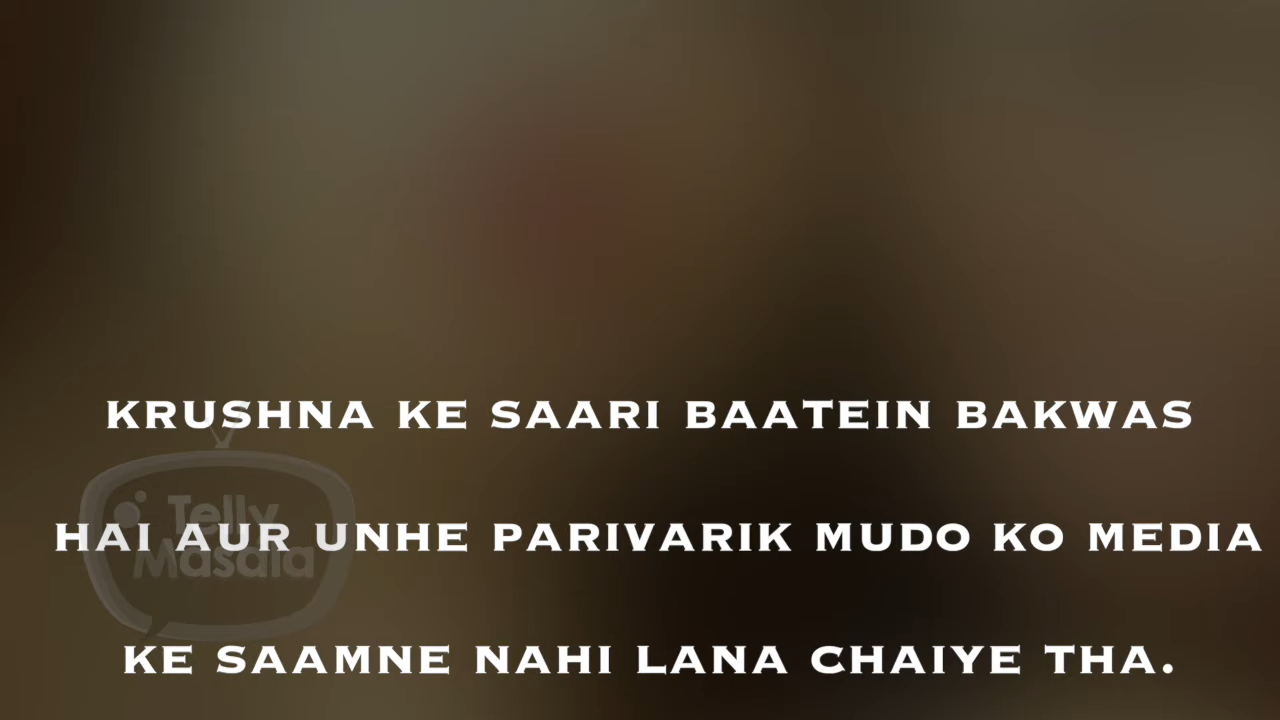 KRUSHNA KE SAARI BAATEIN BAKWAS
HAI AUR UNHE PARIVARIK MUDO KO MEDIA
KE SAAMNE NAHI LANA CHAIYE THA.
Telly
Masala